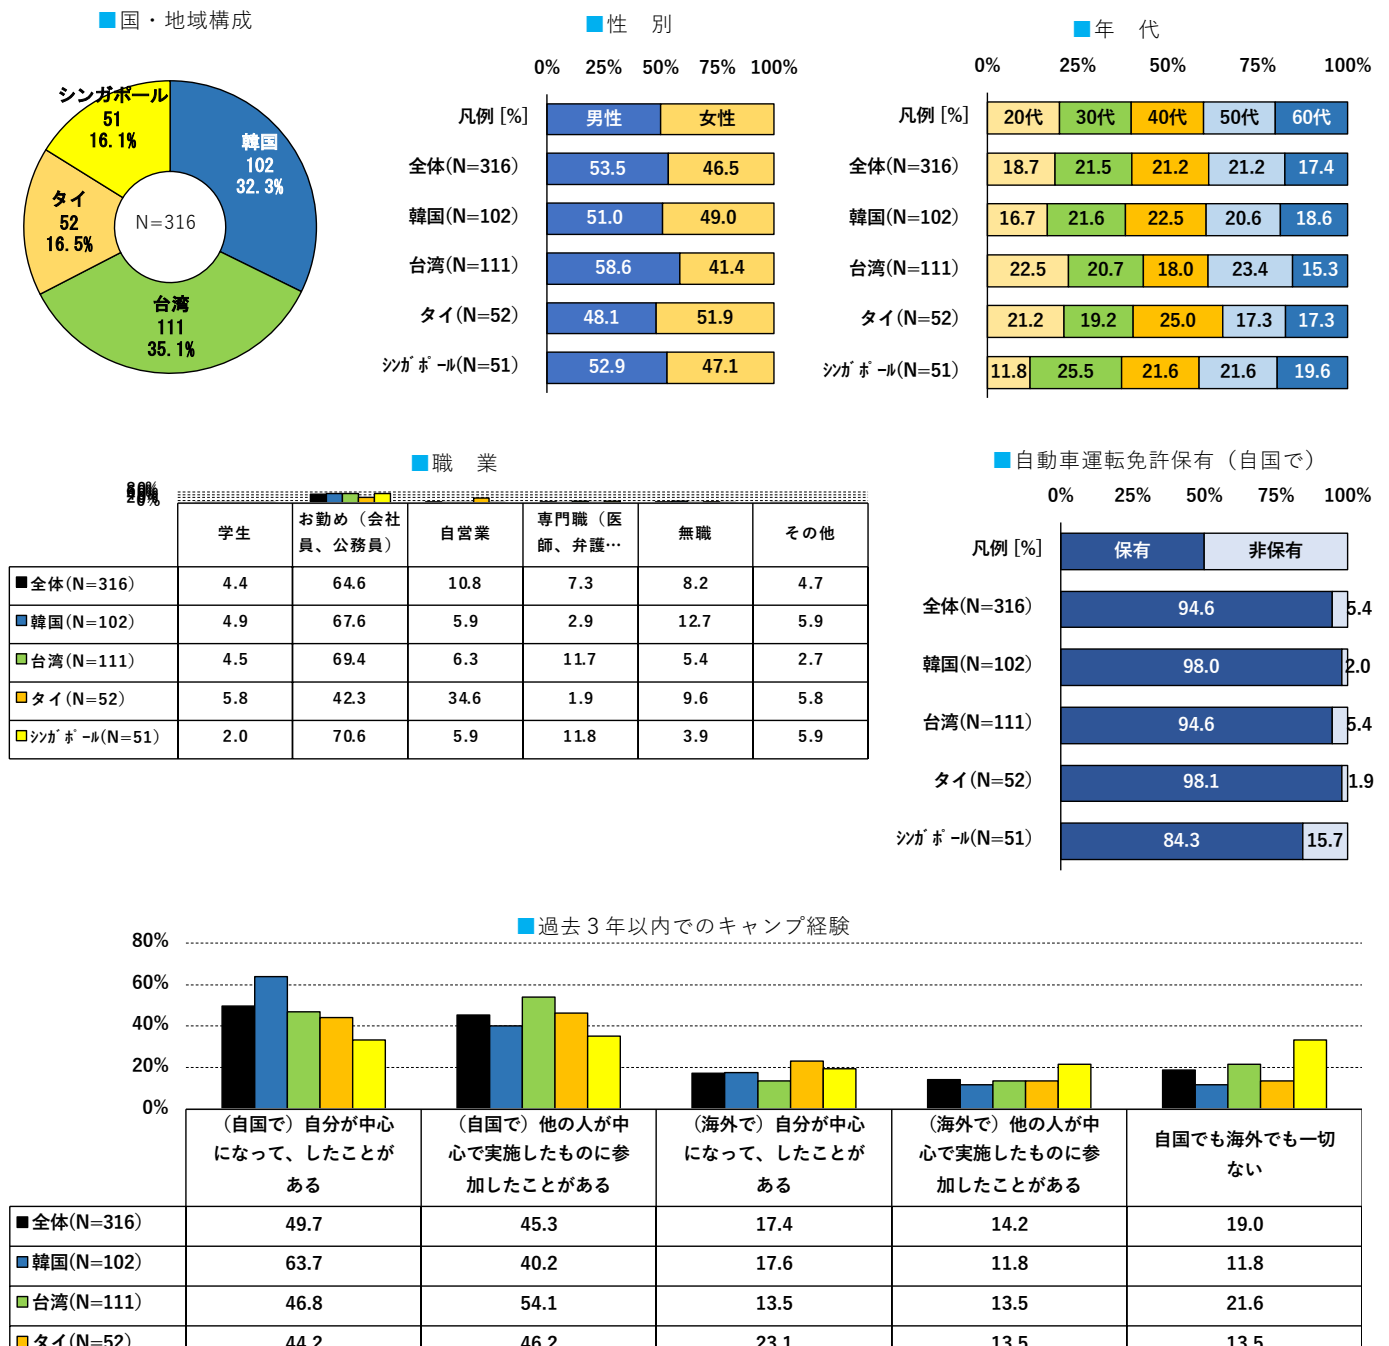 ■国・地域構成
シンガポール
51
16.1%
韓国
102
32.3%
タイ
52
16.5%
N=316
台湾
111
35.1%
■性　別
0% 25% 50% 75% 100%
凡例 [%] 男性 女性
全体(N=316) 53.5 46.5
韓国(N=102) 51.0 49.0
台湾(N=111) 58.6 41.4
タイ(N=52) 48.1 51.9
ｼﾝｶﾞﾎﾟｰﾙ(N=51) 52.9 47.1
■年　代
0% 25% 50% 75% 100%
凡例 [%] 20代 30代 40代 50代 60代
全体(N=316) 18.7 21.5 21.2 21.2 17.4
韓国(N=102) 16.7 21.6 22.5 20.6 18.6
台湾(N=111) 22.5 20.7 18.0 23.4 15.3
タイ(N=52) 21.2 19.2 25.0 17.3 17.3
ｼﾝｶﾞﾎﾟｰﾙ(N=51) 11.8 25.5 21.6 21.6 19.6
■職　業
学生 お勤め（会社員、公務員） 自営業 専門職（医師、弁護… 無職 その他
全体(N=316) 4.4 64.6 10.8 7.3 8.2 4.7
韓国(N=102) 4.9 67.6 5.9 2.9 12.7 5.9
台湾(N=111) 4.5 69.4 6.3 11.7 5.4 2.7
タイ(N=52) 5.8 42.3 34.6 1.9 9.6 5.8
ｼﾝｶﾞﾎﾟｰﾙ(N=51) 2.0 70.6 5.9 11.8 3.9 5.9
■自動車運転免許保有（自国で）
0% 25% 50% 75% 100%
凡例 [%] 保有 非保有
全体(N=316) 94.6 5.4
韓国(N=102) 98.0 2.0
台湾(N=111) 94.6 5.4
タイ(N=52) 98.1 1.9
ｼﾝｶﾞﾎﾟｰﾙ(N=51) 84.3 15.7
■過去３年以内でのキャンプ経験
80%
60%
40%
20%
0%
（自国で）自分が中心になって、したことがある
（自国で）他の人が中心で実施したものに参加したことがある
（海外で）自分が中心になって、したことがある
（海外で）他の人が中心で実施したものに参加したことがある
自国でも海外でも一切ない
全体(N=316) 49.7 45.3 17.4 14.2 19.0
韓国(N=102) 63.7 40.2 17.6 11.8 11.8
台湾(N=111) 46.8 54.1 13.5 13.5 21.6
タイ(N=52) 44.2 46.2 23.1 13.5 13.5